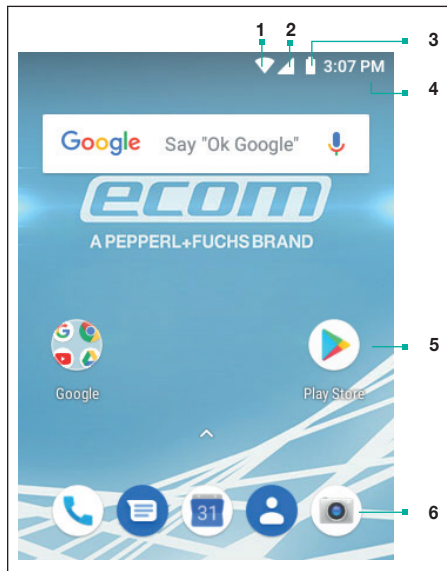 1 2 3
3:07 PM
4
Google Say "Ok Google"
ecom
A PEPPERL+FUCHS BRAND
G
5
Google Play Store
31
6